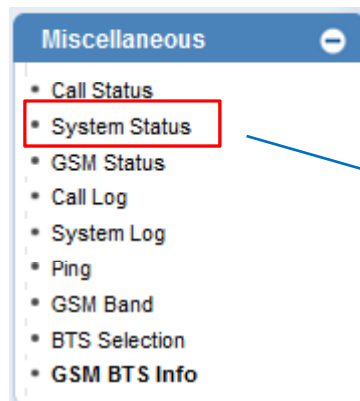 Miscellaneous
Call Status
System Status
GSM Status
Call Log
System Log
Ping
GSM Band
BTS Selection
GSM BTS Info